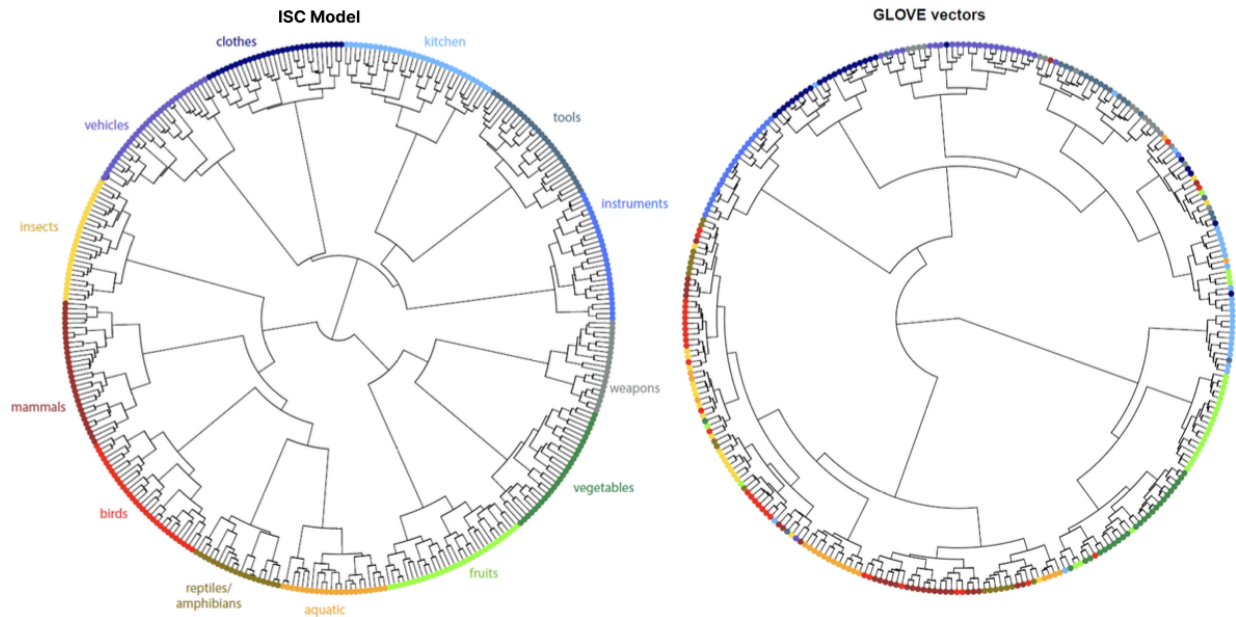 ISC Model
GLOVE vectors
clothes
kitchen
vehicles
tools
insects
instruments
mammals
weapons
birds
vegetables
reptiles/
amphibians
aquatic
fruits